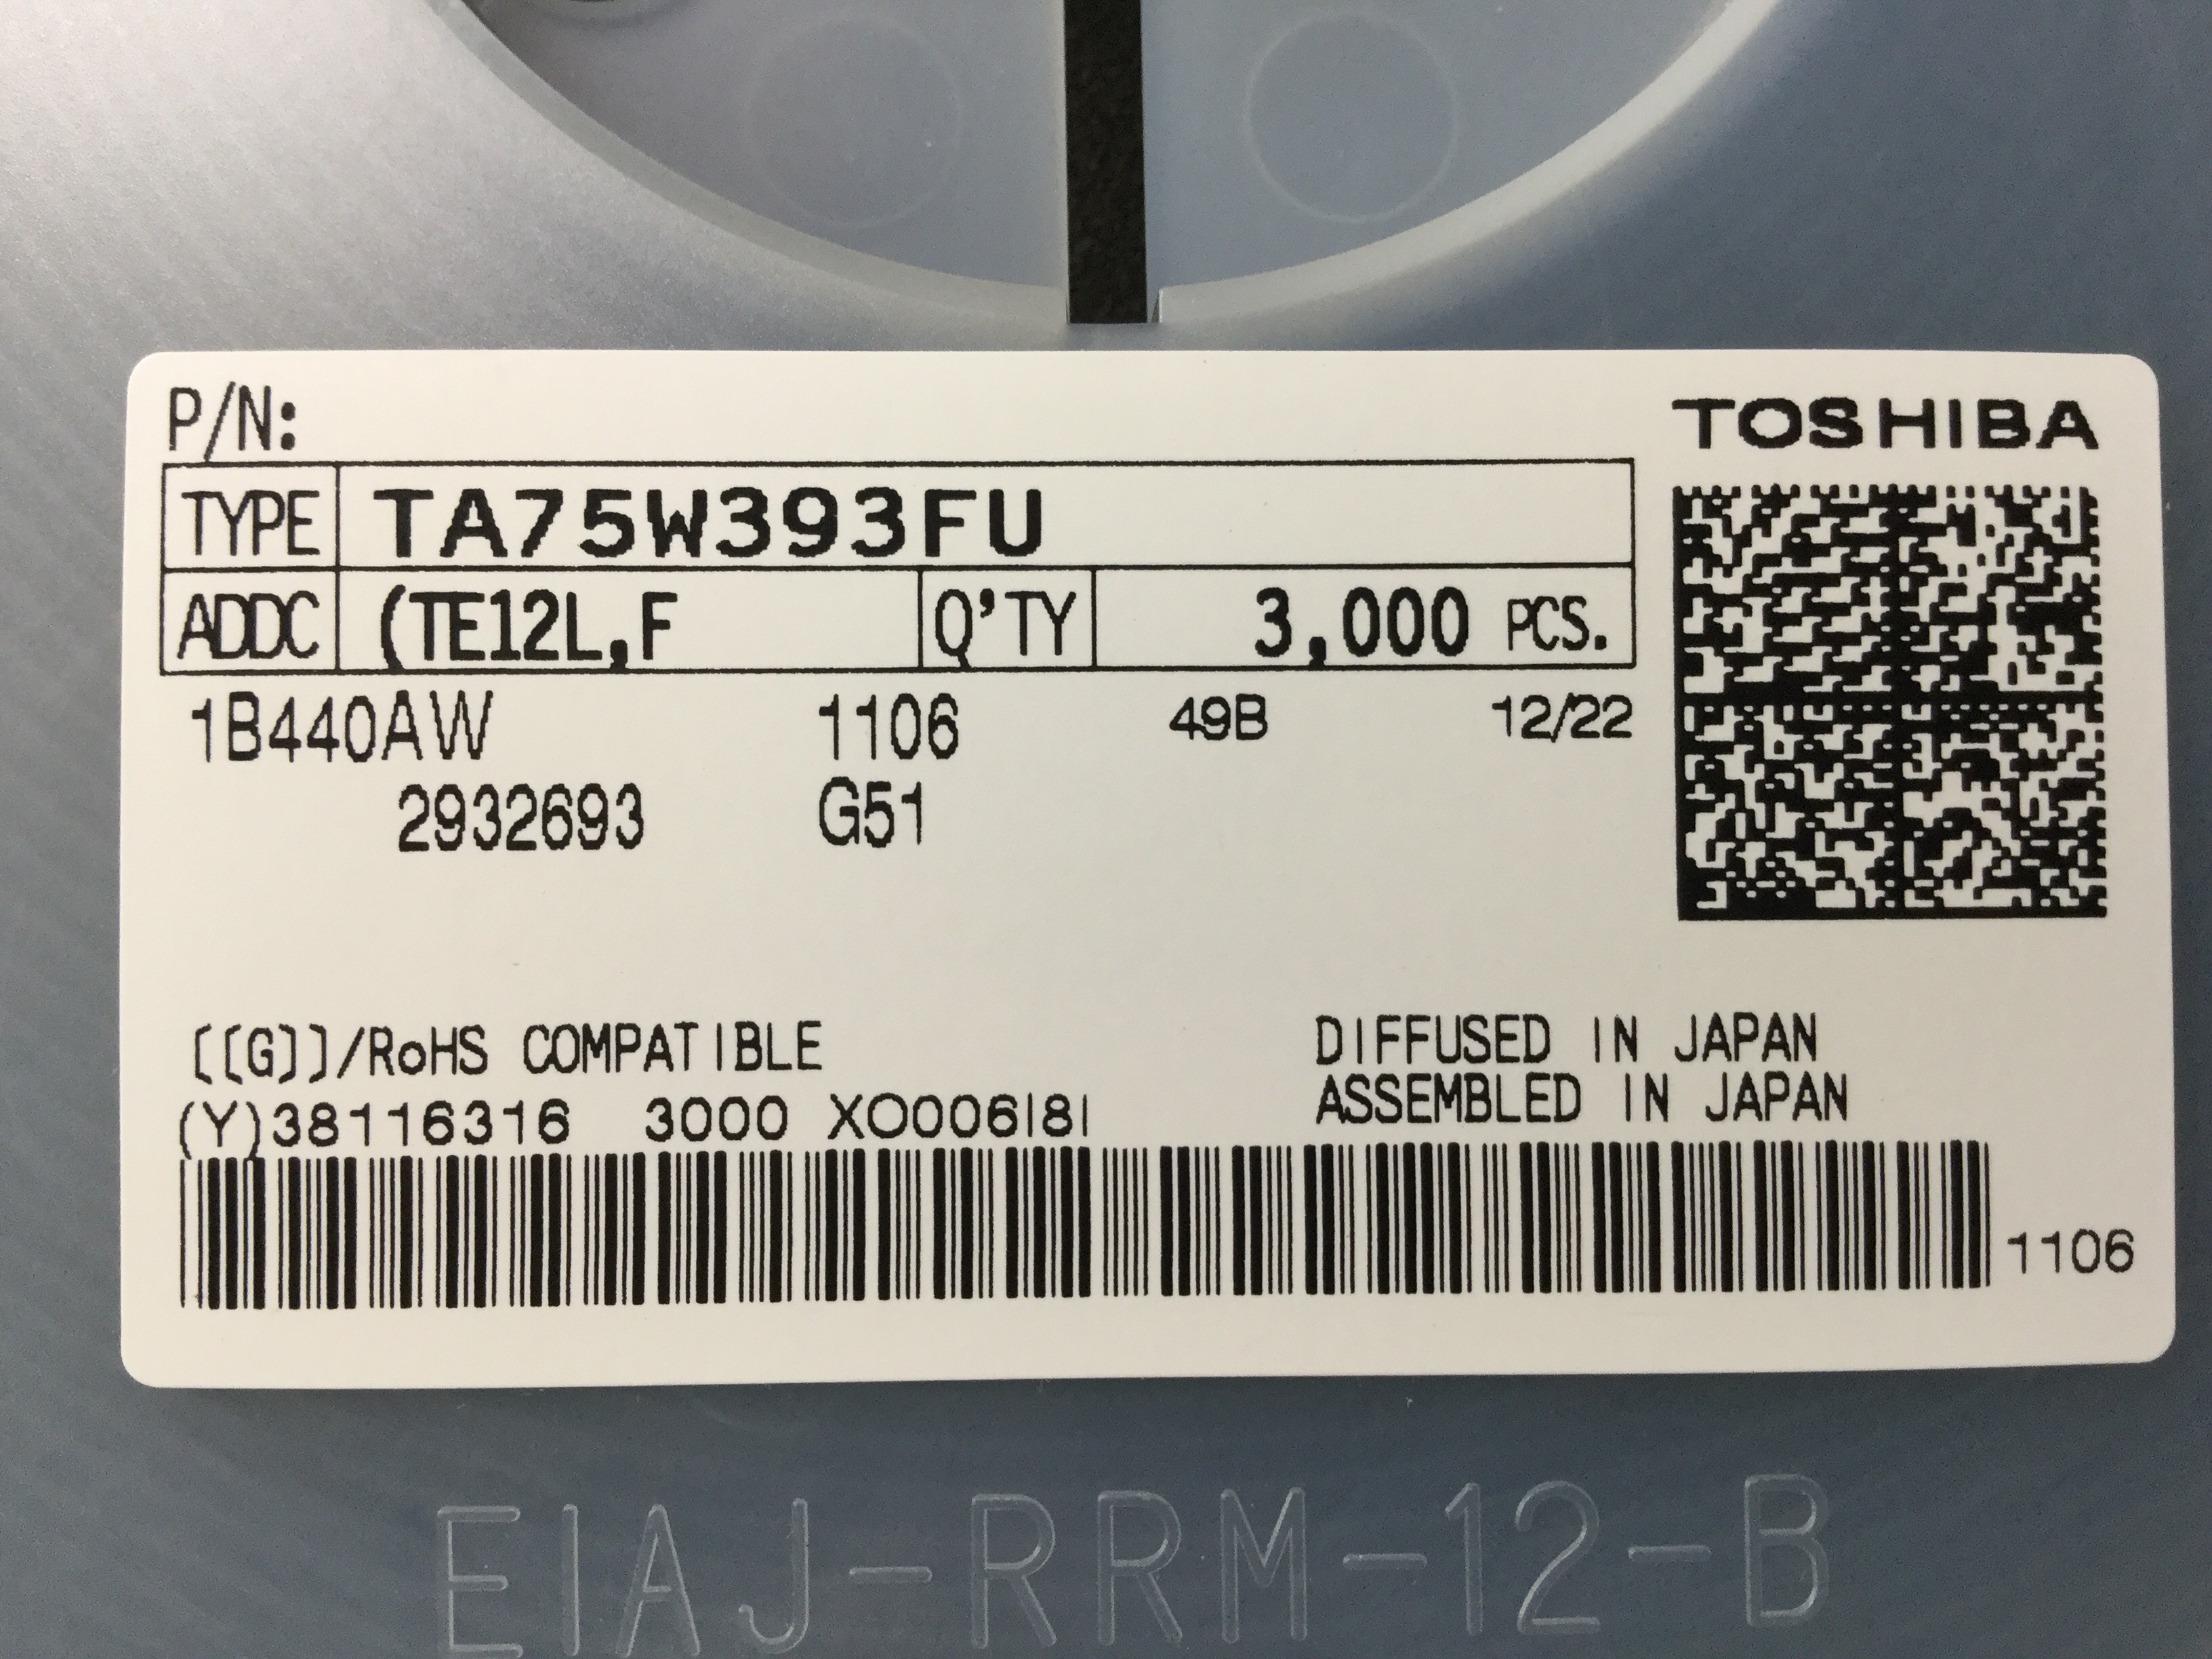 P/N:
TOSHIBA
TYPE TA75W393FU
ADDC (TE12L,F Q'TY 3,000 PCS.
1B440AW 1106 49B 12/22
2932693 G51
[[G]]/RoHS COMPATIBLE
DIFFUSED IN JAPAN
ASSEMBLED IN JAPAN
(Y)38116316 3000 XO006181
1106
EIAJ-RRM-12-B